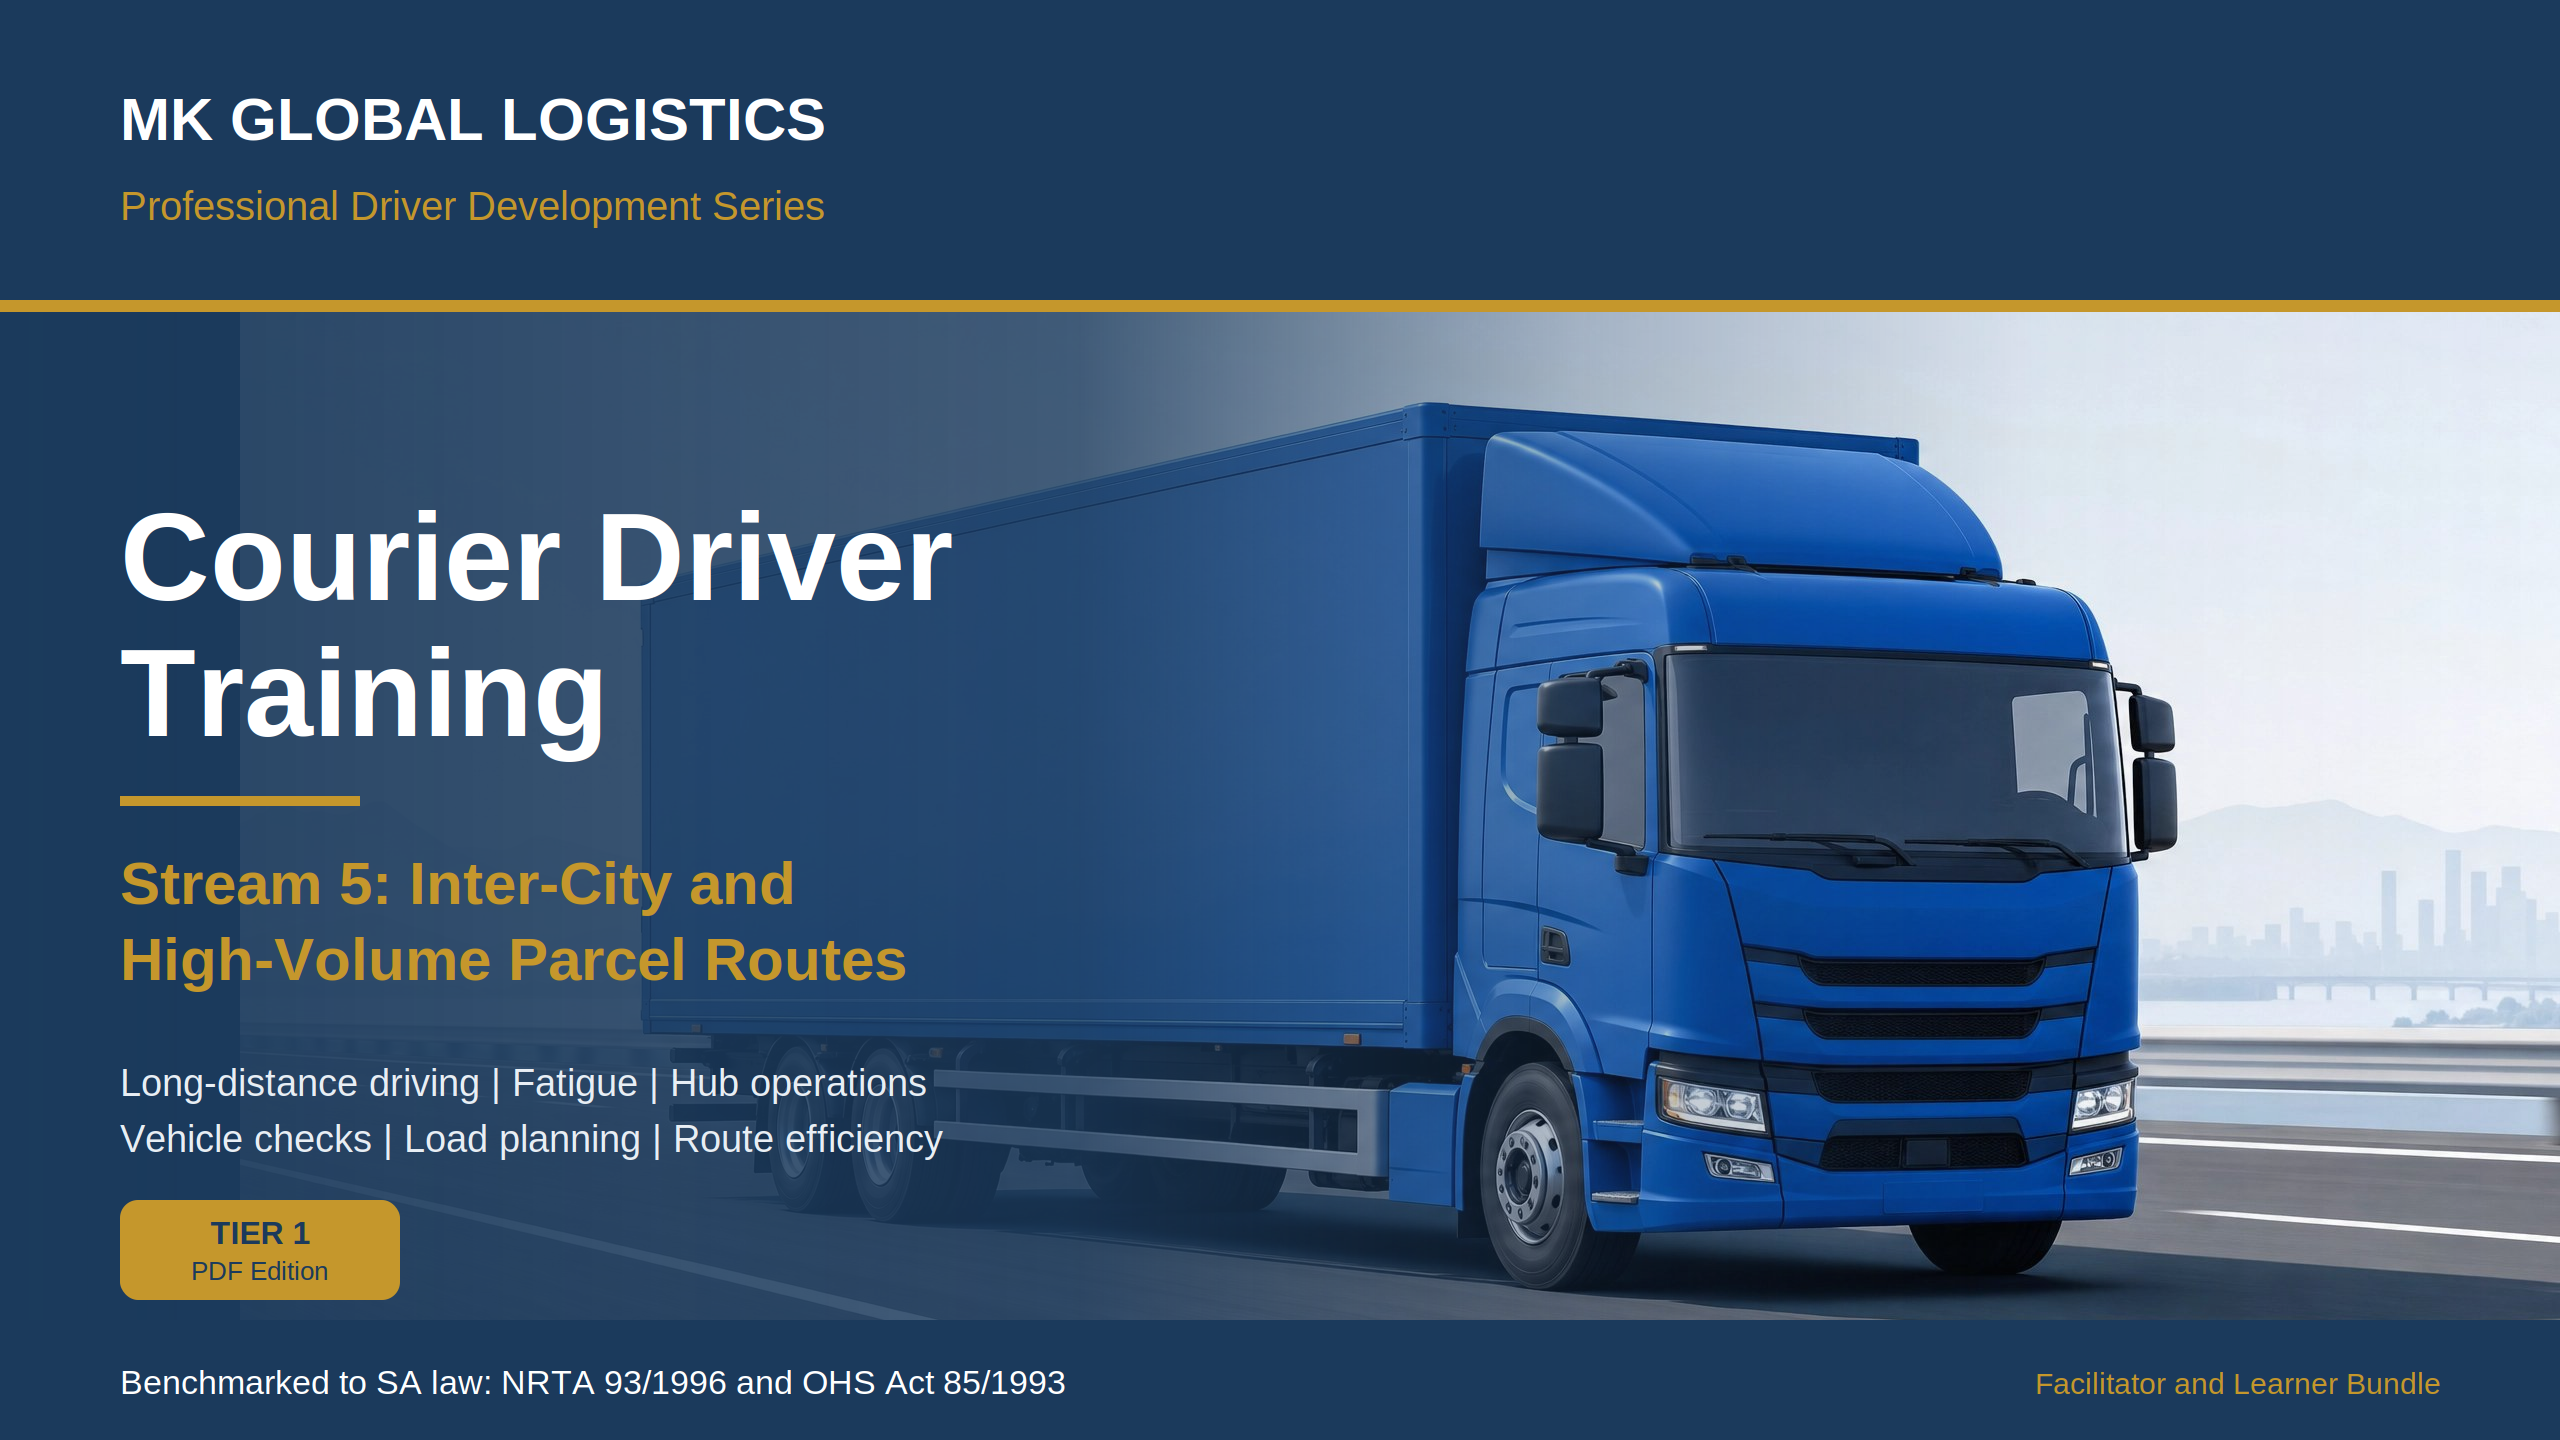 MK GLOBAL LOGISTICS
Professional Driver Development Series
Courier Driver
Training
Stream 5: Inter-City and
High-Volume Parcel Routes
Long-distance driving | Fatigue | Hub operations
Vehicle checks | Load planning | Route efficiency
TIER 1
PDF Edition
Benchmarked to SA law: NRTA 93/1996 and OHS Act 85/1993
Facilitator and Learner Bundle